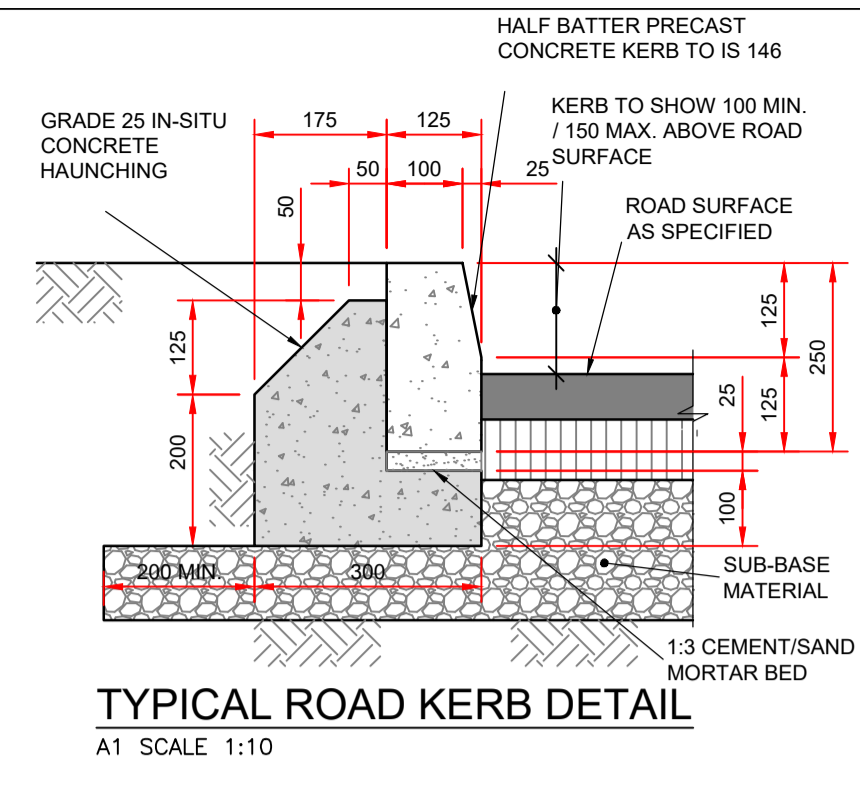 HALF BATTER PRECAST
CONCRETE KERB TO IS 146
GRADE 25 IN-SITU
CONCRETE
HAUNCHING
KERB TO SHOW 100 MIN.
/ 150 MAX. ABOVE ROAD
SURFACE
175
125
50
100
25
50
ROAD SURFACE
AS SPECIFIED
125
200
125
250
25
125
100
200 MIN.
300
SUB-BASE
MATERIAL
1:3 CEMENT/SAND
MORTAR BED
TYPICAL ROAD KERB DETAIL
A1 SCALE 1:10